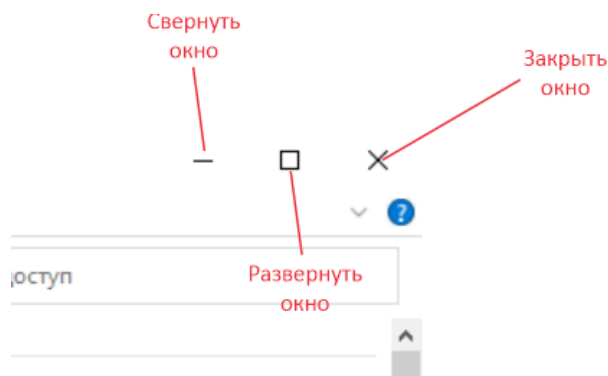 Свернуть
окно
Закрыть
окно
?
доступ
Развернуть
окно